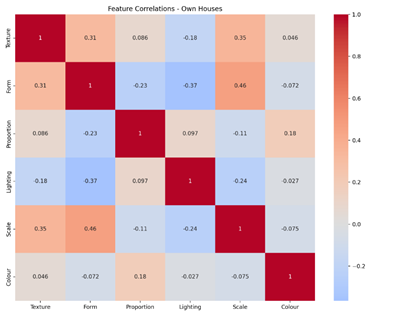 Feature Correlations - Own Houses
Texture 1 0.31 0.086 -0.18 0.35 0.046
Form 0.31 1 -0.23 -0.37 0.46 -0.072
Proportion 0.086 -0.23 1 0.097 -0.11 0.18
Lighting -0.18 -0.37 0.097 1 -0.24 -0.027
Scale 0.35 0.46 -0.11 -0.24 1 -0.075
Colour 0.046 -0.072 0.18 -0.027 -0.075 1
Texture Form Proportion Lighting Scale Colour
1.0
0.8
0.6
0.4
0.2
0.0
-0.2